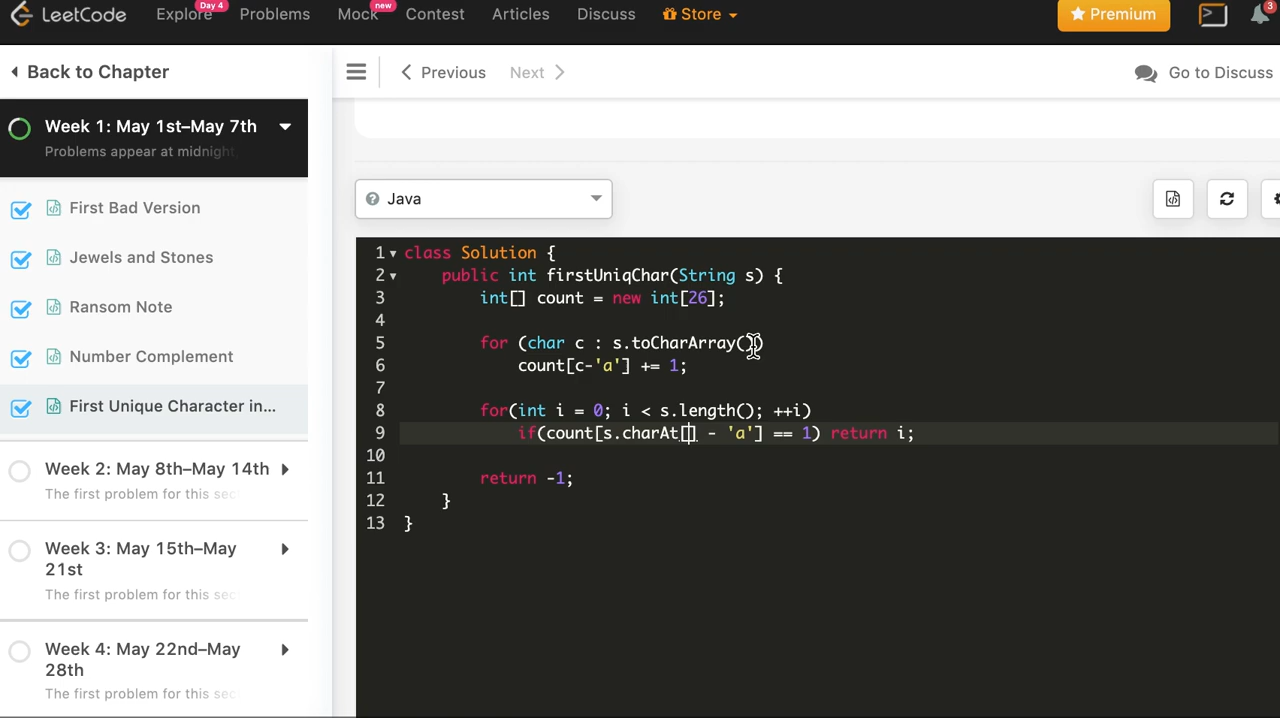 LeetCode
Explore
Day 4
Problems
Mock
new
Contest
Articles
Discuss
Store
Premium
3
Back to Chapter
Previous
Next
Go to Discuss
Week 1: May 1st–May 7th
Problems appear at midnight
First Bad Version
Jewels and Stones
Ransom Note
Number Complement
First Unique Character in...
Week 2: May 8th–May 14th
The first problem for this sec
Week 3: May 15th–May
21st
The first problem for this sec
Week 4: May 22nd–May
28th
The first problem for this sec
Java
1 class Solution {
2 public int firstUniqChar(String s) {
3 int[] count = new int[26];
4
5 for (char c : s.toCharArray())
6 count[c-'a'] += 1;
7
8 for(int i = 0; i < s.length(); ++i)
9 if(count[s.charAt[] - 'a'] == 1) return i;
10
11 return -1;
12 }
13 }